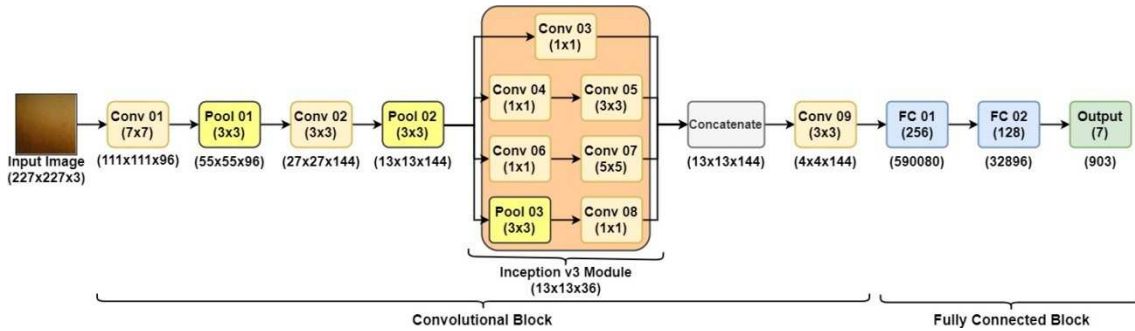 Input Image
(227x227x3)
Conv 01
(7x7)
(111x111x96)
Pool 01
(3x3)
(55x55x96)
Conv 02
(3x3)
(27x27x144)
Pool 02
(3x3)
(13x13x144)
Conv 03
(1x1)
Conv 04
(1x1)
Conv 05
(3x3)
Conv 06
(1x1)
Conv 07
(5x5)
Pool 03
(3x3)
Conv 08
(1x1)
Inception v3 Module
(13x13x36)
Concatenate
(13x13x144)
Conv 09
(3x3)
(4x4x144)
FC 01
(256)
(590080)
FC 02
(128)
(32896)
Output
(7)
(903)
Convolutional Block
Fully Connected Block